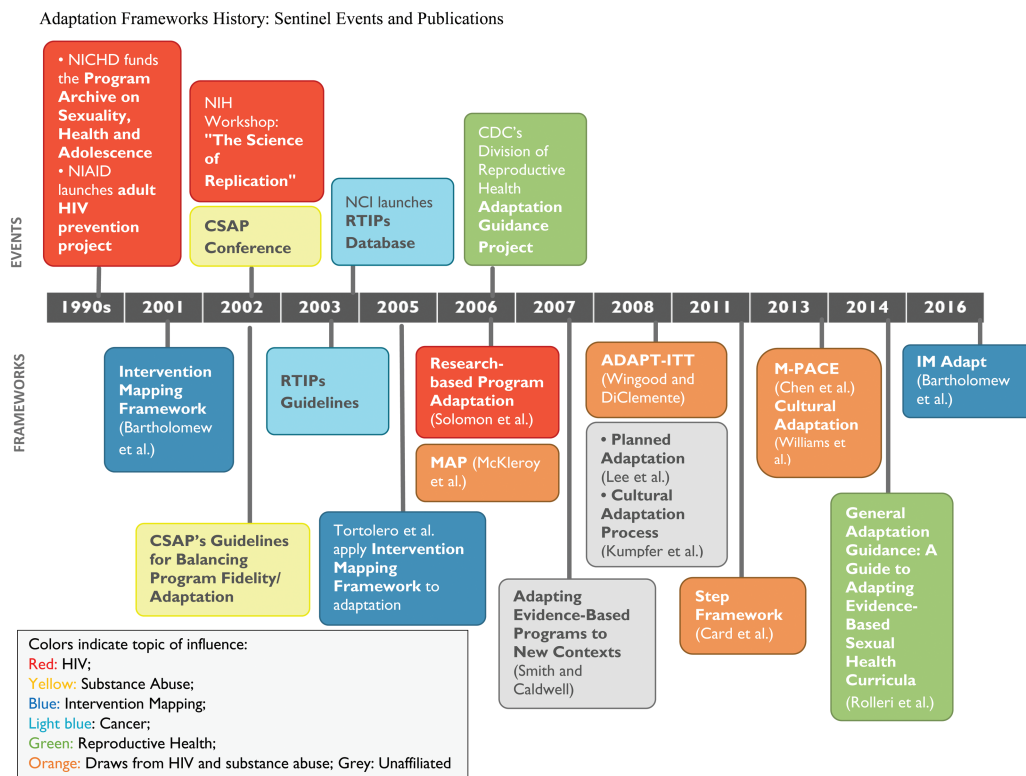 Adaptation Frameworks History: Sentinel Events and Publications
EVENTS
• NICHD funds
the Program
Archive on
Sexuality,
Health and
Adolescence
• NIAID
launches adult
HIV
prevention
project
NIH
Workshop:
"The Science
of
Replication"
CSAP
Conference
NCI launches
RTIPs
Database
CDC's
Division of
Reproductive
Health
Adaptation
Guidance
Project
1990s 2001 2002 2003 2005 2006 2007 2008 2011 2013 2014 2016
FRAMEWORKS
Intervention
Mapping
Framework
(Bartholomew
et al.)
CSAP's Guidelines
for Balancing
Program Fidelity/
Adaptation
RTIPs
Guidelines
Tortolero et al.
apply Intervention
Mapping
Framework to
adaptation
Research-
based Program
Adaptation
(Solomon et al.)
MAP (McKleroy
et al.)
Adapting
Evidence-Based
Programs to
New Contexts
(Smith and
Caldwell)
ADAPT-ITT
(Wingood and
DiClemente)
• Planned
Adaptation
(Lee et al.)
• Cultural
Adaptation
Process
(Kumpfer et al.)
Step
Framework
(Card et al.)
M-PACE
(Chen et al.)
Cultural
Adaptation
(Williams et
al.)
General
Adaptation
Guidance: A
Guide to
Adapting
Evidence-
Based
Sexual
Health
Curricula
(Rolleri et al.)
IM Adapt
(Bartholomew
et al.)
Colors indicate topic of influence:
Red: HIV;
Yellow: Substance Abuse;
Blue: Intervention Mapping;
Light blue: Cancer;
Green: Reproductive Health;
Orange: Draws from HIV and substance abuse; Grey: Unaffiliated